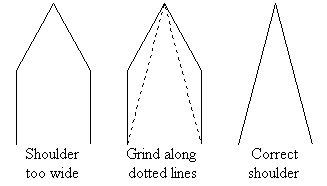 Shoulder
too wide
Grind along
dotted lines
Correct
shoulder